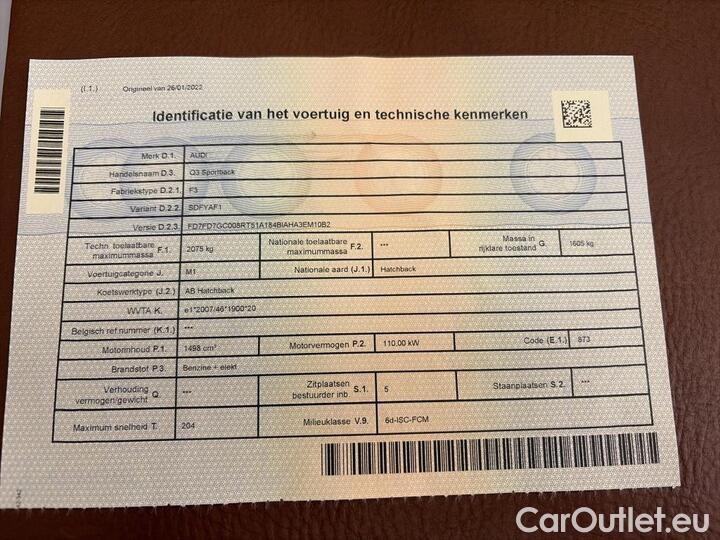 (I.1.) Origineel van 26/01/2022
Identificatie van het voertuig en technische kenmerken
Merk D.1. AUDI
Handelsnaam D.3. Q3 Sportback
Fabriekstype D.2.1. F3
Variant D.2.2. SDFYAF1
Versie D.2.3. FD7FD7GC008RT51A184BIAHA3EM10B2
Techn. toelaatbare maximummassa F.1. 2075 kg Nationale toelaatbare maximummassa F.2. *** Massa in rijklare toestand G. 1605 kg
Voertuigcategorie J. M1 Nationale aard (J.1.) Hatchback
Koetswerktype (J.2.) AB Hatchback
WVTA K. e1*2007/46*1900*20
Belgisch ref.nummer (K.1.) ***
Motorinhoud P.1. 1498 cm³ Motorvermogen P.2. 110.00 kW Code (E.1.) 873
Brandstof P.3. Benzine + elekt
Verhouding vermogen/gewicht Q. *** Zitplaatsen bestuurder inb. S.1. 5 Staanplaatsen S.2. ***
Maximum snelheid T. 204 Milieuklasse V.9. 6d-ISC-FCM
CarOutlet.eu